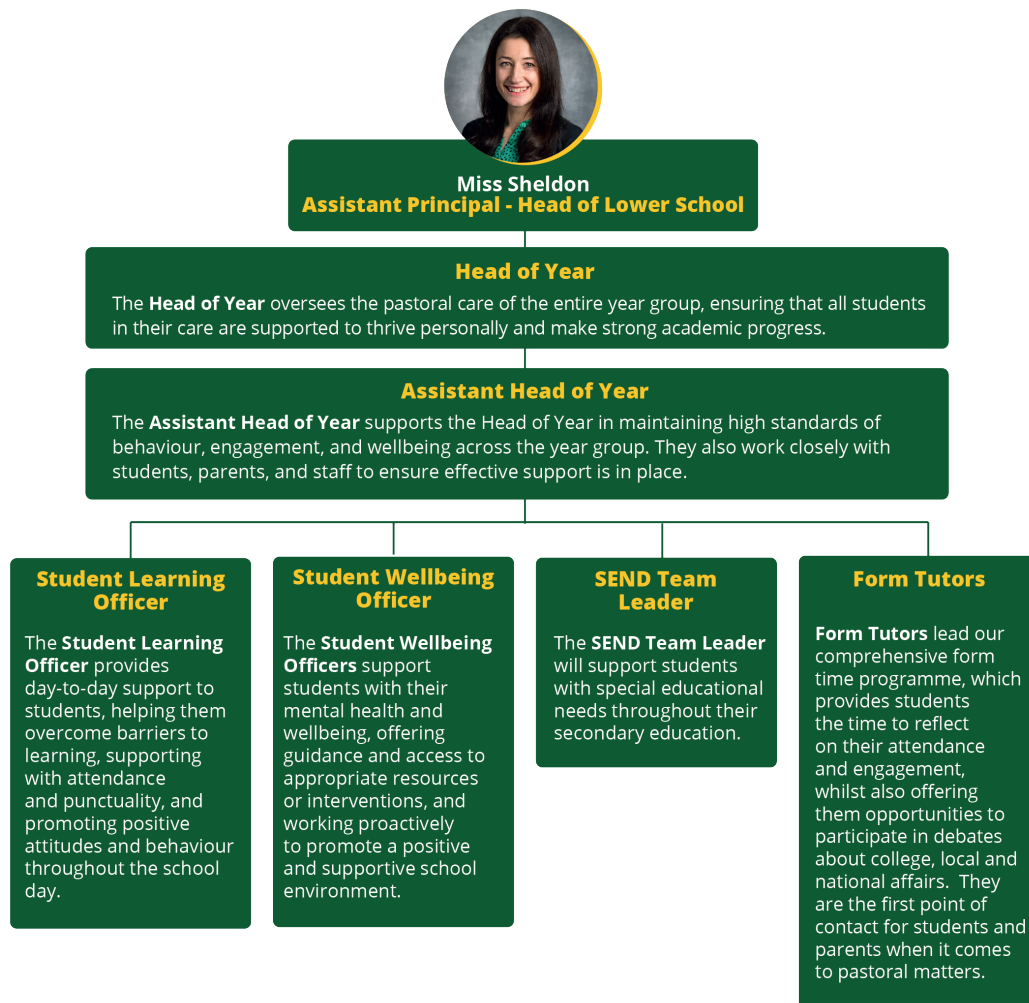 Miss Sheldon
Assistant Principal - Head of Lower School
Head of Year
The Head of Year oversees the pastoral care of the entire year group, ensuring that all students
in their care are supported to thrive personally and make strong academic progress.
Assistant Head of Year
The Assistant Head of Year supports the Head of Year in maintaining high standards of
behaviour, engagement, and wellbeing across the year group. They also work closely with
students, parents, and staff to ensure effective support is in place.
Student Learning
Officer
The Student Learning
Officer provides
day-to-day support to
students, helping them
overcome barriers to
learning, supporting
with attendance
and punctuality, and
promoting positive
attitudes and behaviour
throughout the school
day.
Student Wellbeing
Officer
The Student Wellbeing
Officers support
students with their
mental health and
wellbeing, offering
guidance and access to
appropriate resources
or interventions, and
working proactively
to promote a positive
and supportive school
environment.
SEND Team
Leader
The SEND Team Leader
will support students
with special educational
needs throughout their
secondary education.
Form Tutors
Form Tutors lead our
comprehensive form
time programme, which
provides students
the time to reflect
on their attendance
and engagement,
whilst also offering
them opportunities to
participate in debates
about college, local and
national affairs.  They
are the first point of
contact for students and
parents when it comes
to pastoral matters.